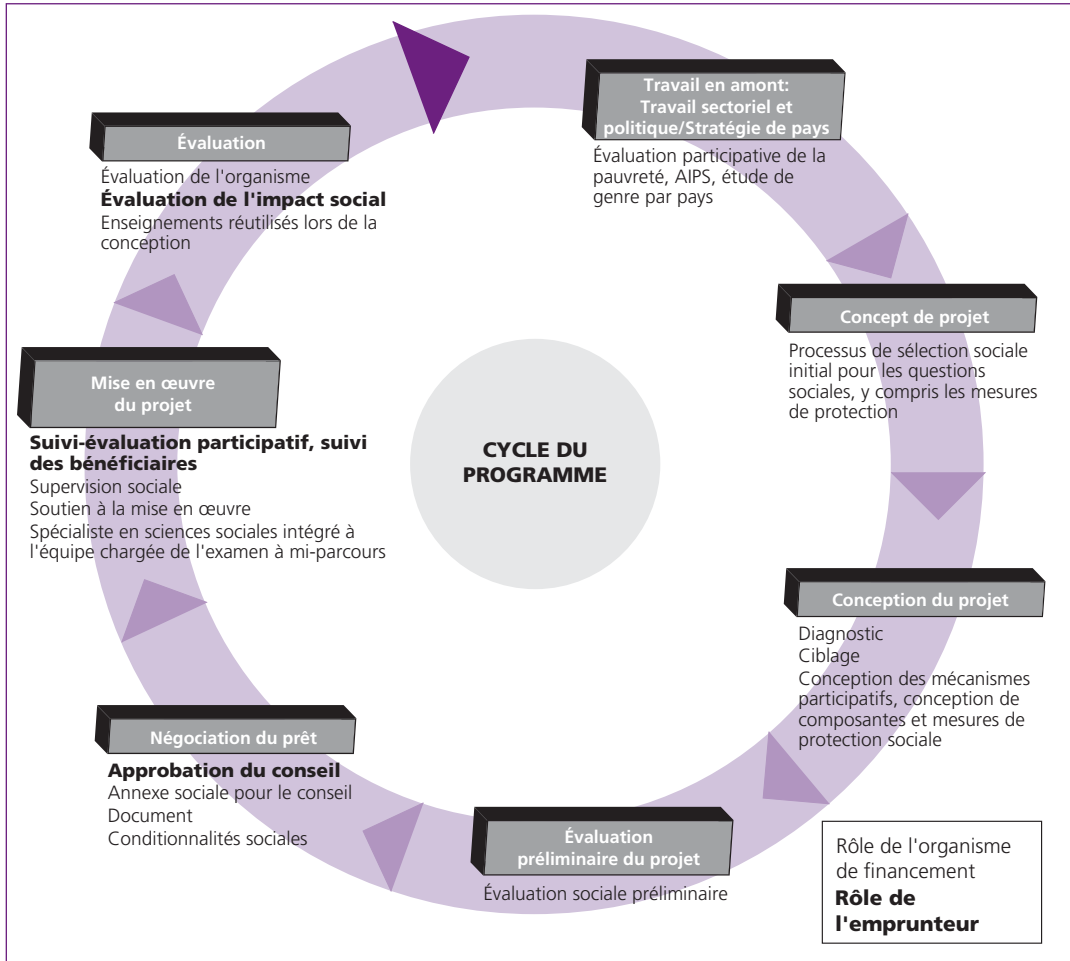 Travail en amont:
Travail sectoriel et
politique/Stratégie de pays
Évaluation participative de la
pauvreté, AIPS, étude de
genre par pays
Concept de projet
Processus de sélection sociale
initial pour les questions
sociales, y compris les mesures
de protection
Conception du projet
Diagnostic
Ciblage
Conception des mécanismes
participatifs, conception de
composantes et mesures de
protection sociale
Évaluation
préliminaire du projet
Évaluation sociale préliminaire
Négociation du prêt
Approbation du conseil
Annexe sociale pour le conseil
Document
Conditionnalités sociales
Mise en œuvre
du projet
Suivi-évaluation participatif, suivi
des bénéficiaires
Supervision sociale
Soutien à la mise en œuvre
Spécialiste en sciences sociales intégré à
l'équipe chargée de l'examen à mi-parcours
Évaluation
Évaluation de l'organisme
Évaluation de l'impact social
Enseignements réutilisés lors de la
conception
CYCLE DU
PROGRAMME
Rôle de l'organisme
de financement
Rôle de
l'emprunteur